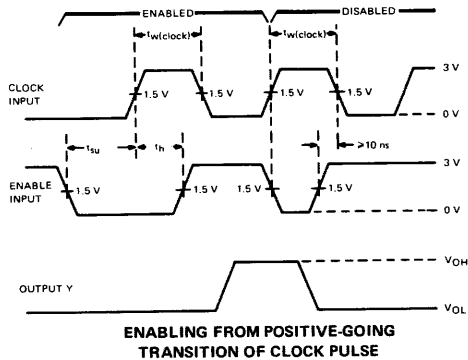 ENABLED DISABLED
tw(clock) tw(clock)
3 V
CLOCK
INPUT
1.5 V 1.5 V 1.5 V 1.5 V
0 V
tsu th ≥10 ns
3 V
ENABLE
INPUT
1.5 V 1.5 V 1.5 V 1.5 V
0 V
VOH
OUTPUT Y
VOL
ENABLING FROM POSITIVE-GOING
TRANSITION OF CLOCK PULSE